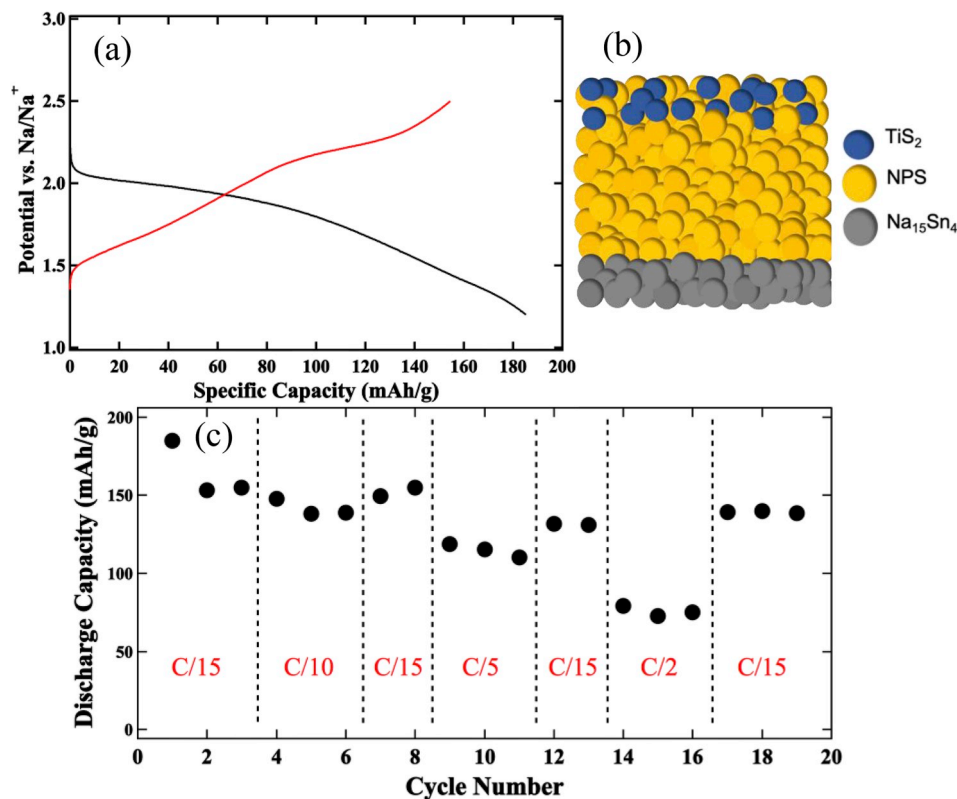 (a)
Potential vs. Na/Na⁺
3.0
2.5
2.0
1.5
1.0
0 20 40 60 80 100 120 140 160 180 200
Specific Capacity (mAh/g)
(b)
TiS₂
NPS
Na₁₅Sn₄
(c)
Discharge Capacity (mAh/g)
200
150
100
50
0
C/15 C/10 C/15 C/5 C/15 C/2 C/15
0 2 4 6 8 10 12 14 16 18 20
Cycle Number